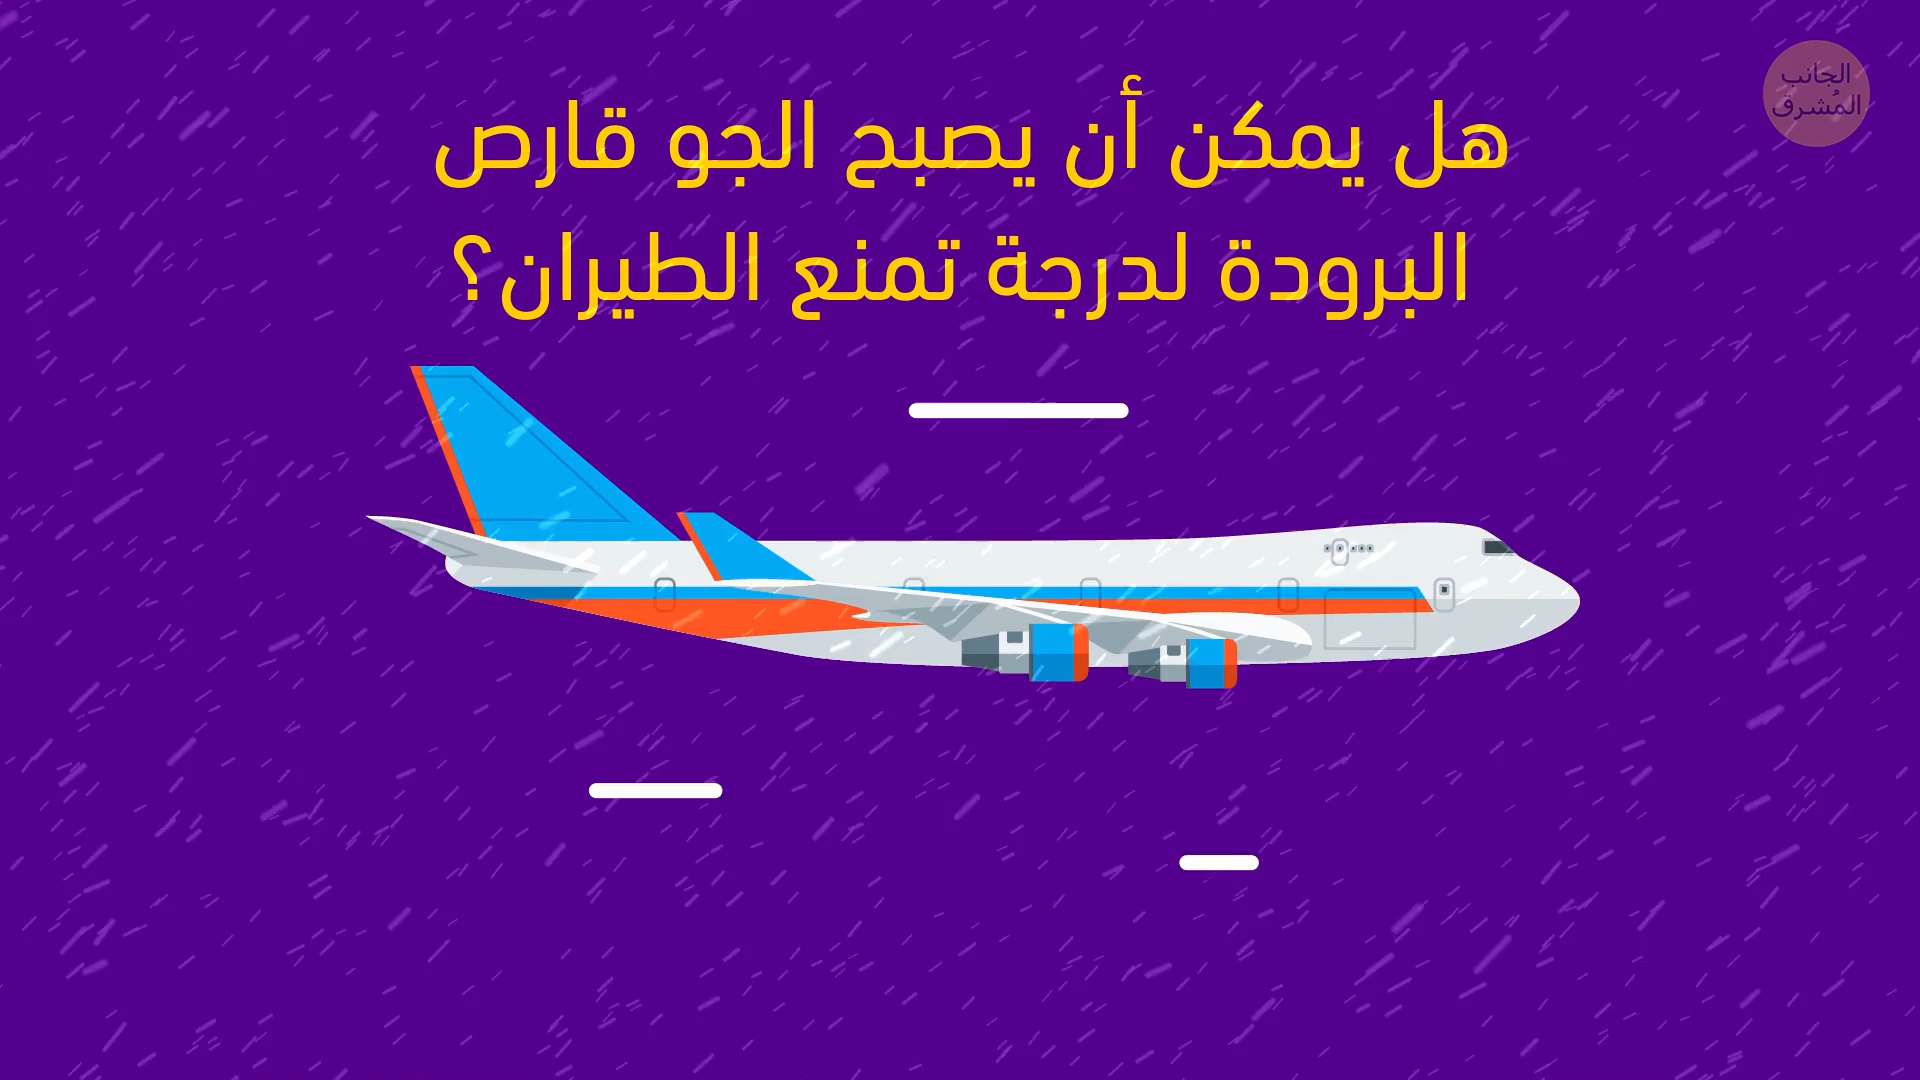 هل يمكن أن يصبح الجو قارص
البرودة لدرجة تمنع الطيران؟
الجانب
المُشرق